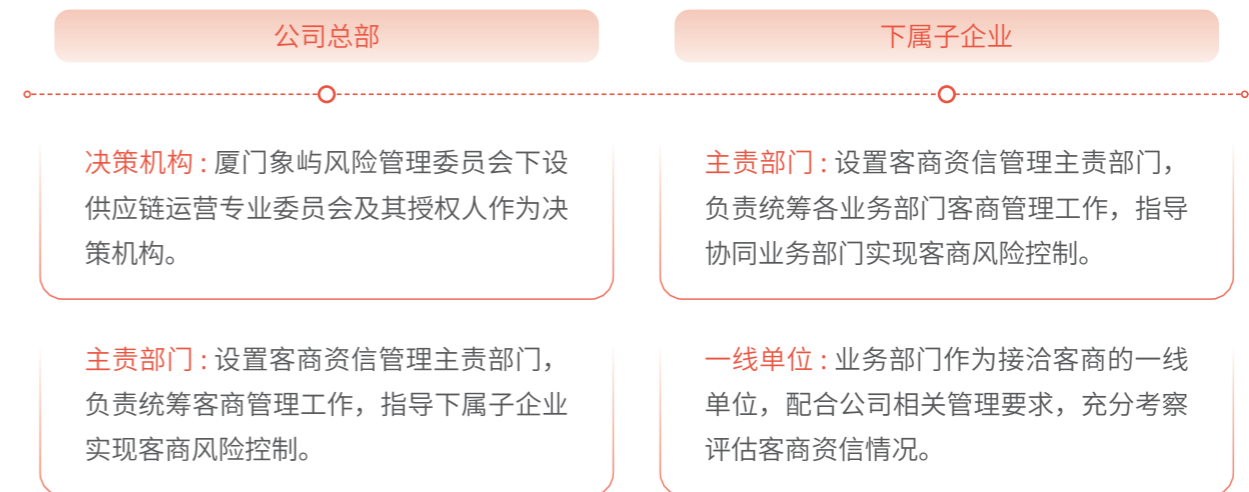 公司总部
下属子企业
决策机构：厦门象屿风险管理委员会下设
供应链运营专业委员会及其授权人作为决
策机构。
主责部门：设置客商资信管理主责部门，
负责统筹客商管理工作，指导下属子企业
实现客商风险控制。
主责部门：设置客商资信管理主责部门，
负责统筹各业务部门客商管理工作，指导
协同业务部门实现客商风险控制。
一线单位：业务部门作为接洽客商的一线
单位，配合公司相关管理要求，充分考察
评估客商资信情况。